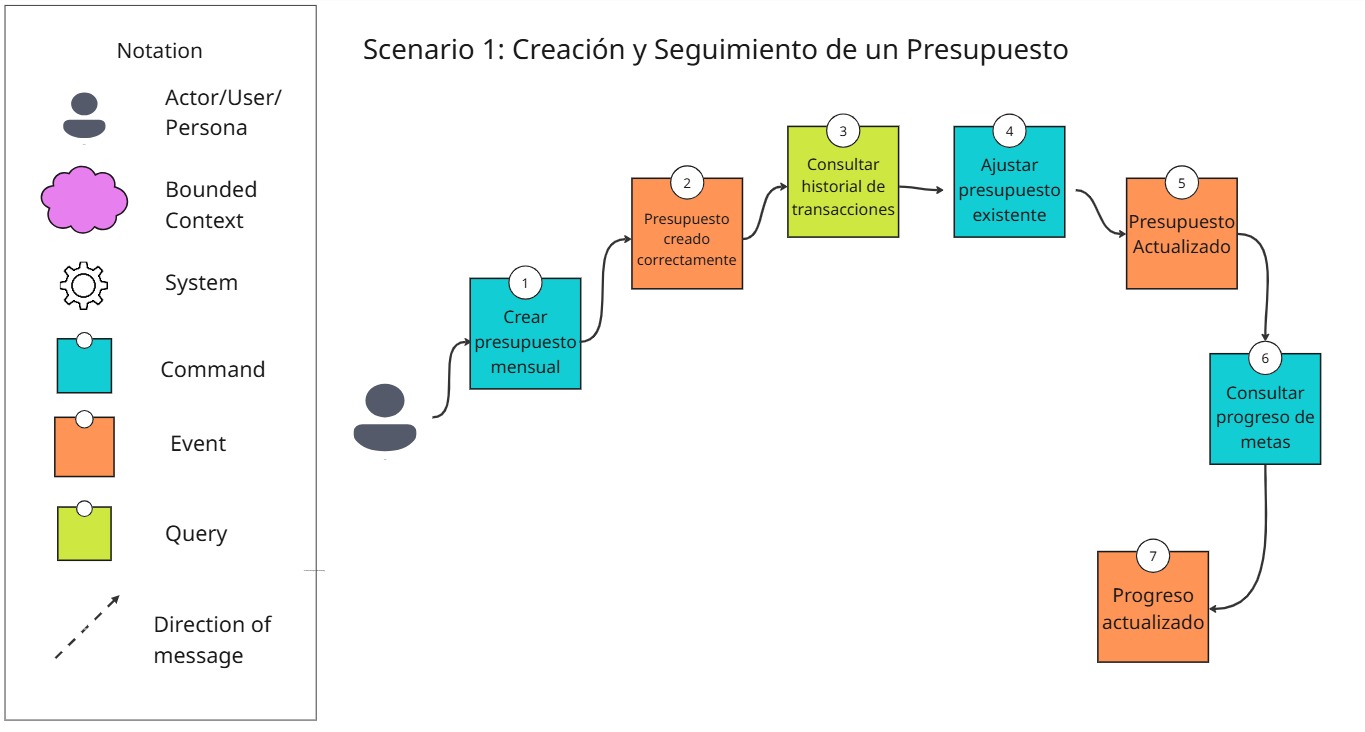 Notation
Actor/User/
Persona
Bounded
Context
System
Command
Event
Query
Direction of
message
Scenario 1: Creación y Seguimiento de un Presupuesto
1
Crear
presupuesto
mensual
2
Presupuesto
creado
correctamente
3
Consultar
historial de
transacciones
4
Ajustar
presupuesto
existente
5
Presupuesto
Actualizado
6
Consultar
progreso de
metas
7
Progreso
actualizado